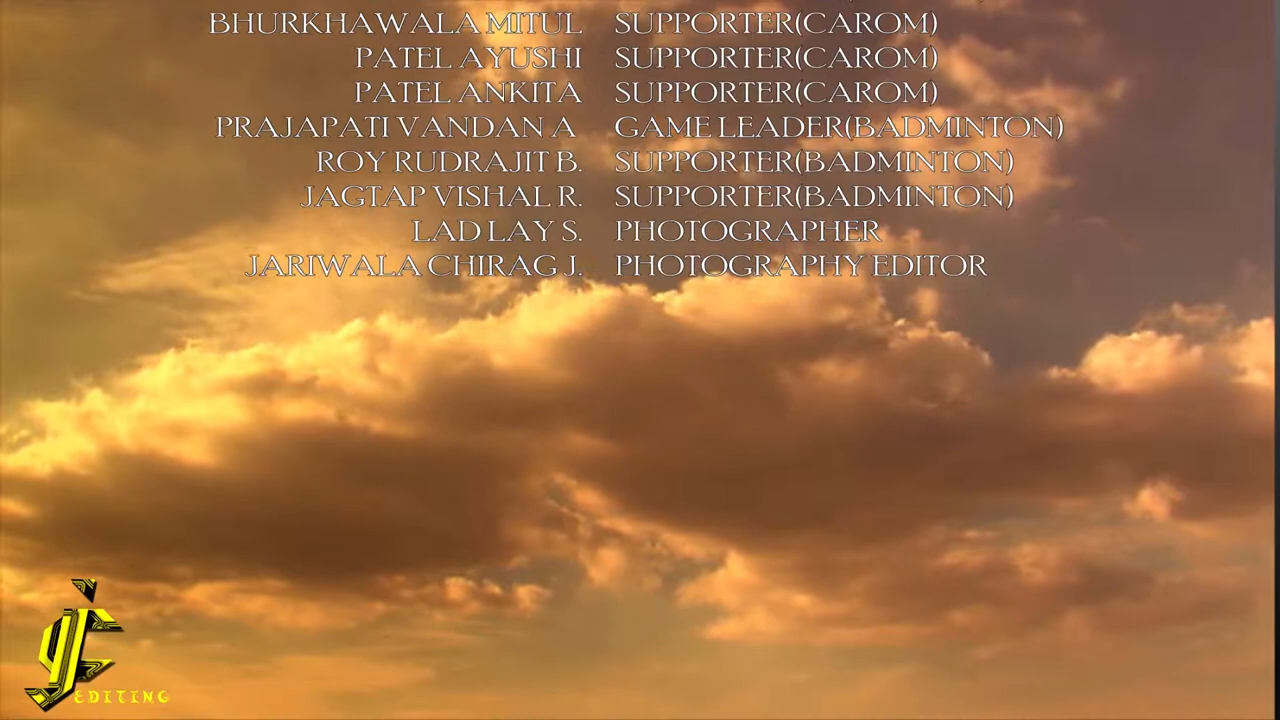 BHURKHAWALA MITUL SUPPORTER(CAROM)
PATEL AYUSHI SUPPORTER(CAROM)
PATEL ANKITA SUPPORTER(CAROM)
PRAJAPATI VANDAN A GAME LEADER(BADMINTON)
ROY RUDRAJIT B. SUPPORTER(BADMINTON)
JAGTAP VISHAL R. SUPPORTER(BADMINTON)
LAD LAY S. PHOTOGRAPHER
JARIWALA CHIRAG J. PHOTOGRAPHY EDITOR
EDITING